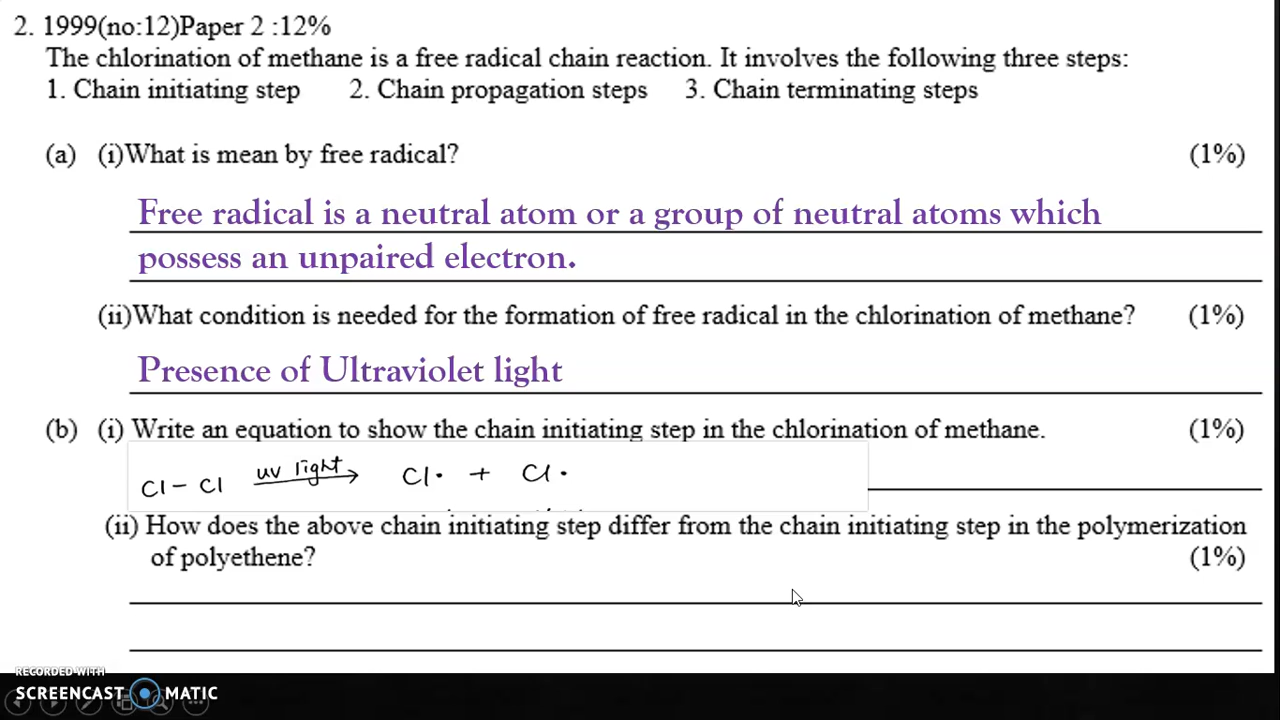 2. 1999(no:12)Paper 2 :12%
The chlorination of methane is a free radical chain reaction. It involves the following three steps:
1. Chain initiating step 2. Chain propagation steps 3. Chain terminating steps
(a) (i)What is mean by free radical? (1%)
Free radical is a neutral atom or a group of neutral atoms which
possess an unpaired electron.
(ii)What condition is needed for the formation of free radical in the chlorination of methane? (1%)
Presence of Ultraviolet light
(b) (i) Write an equation to show the chain initiating step in the chlorination of methane. (1%)
Cl - Cl uv light → Cl· + Cl·
(ii) How does the above chain initiating step differ from the chain initiating step in the polymerization
of polyethene? (1%)
RECORDED WITH
SCREENCAST MATIC